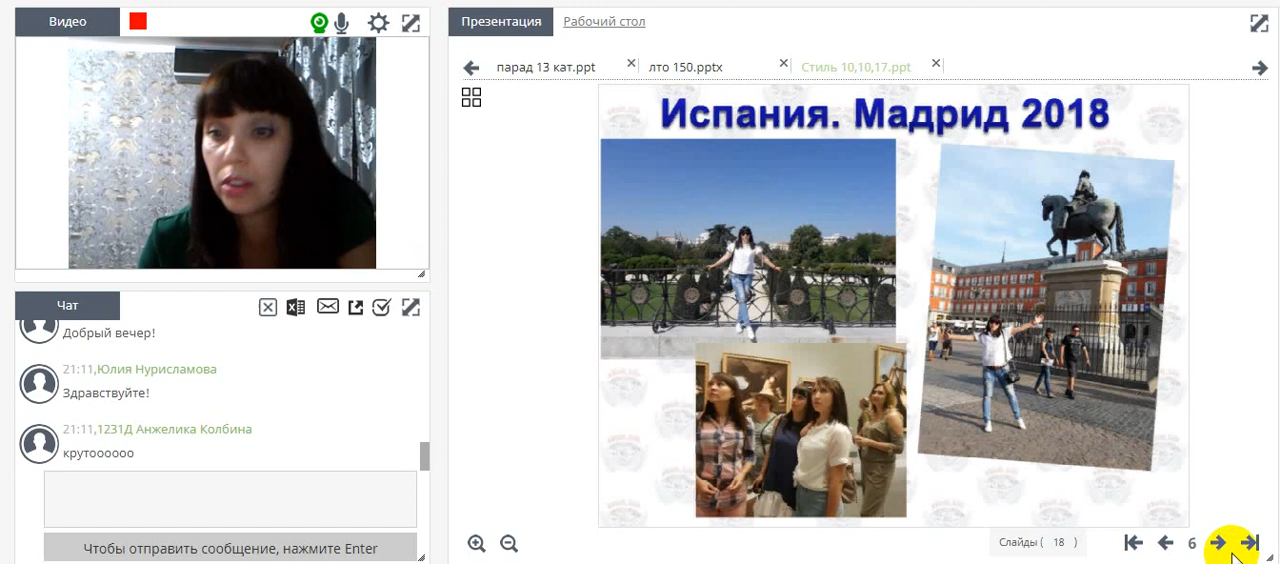 Видео
Презентация
Рабочий стол
парад 13 кат.ppt
лто 150.pptx
Стиль 10,10,17.ppt
Испания. Мадрид 2018
Чат
Добрый вечер!
21:11,Юлия Нурисламова
Здравствуйте!
21:11,1231Д Анжелика Колбина
крутоооооо
Чтобы отправить сообщение, нажмите Enter
Слайды ( 18 )
6